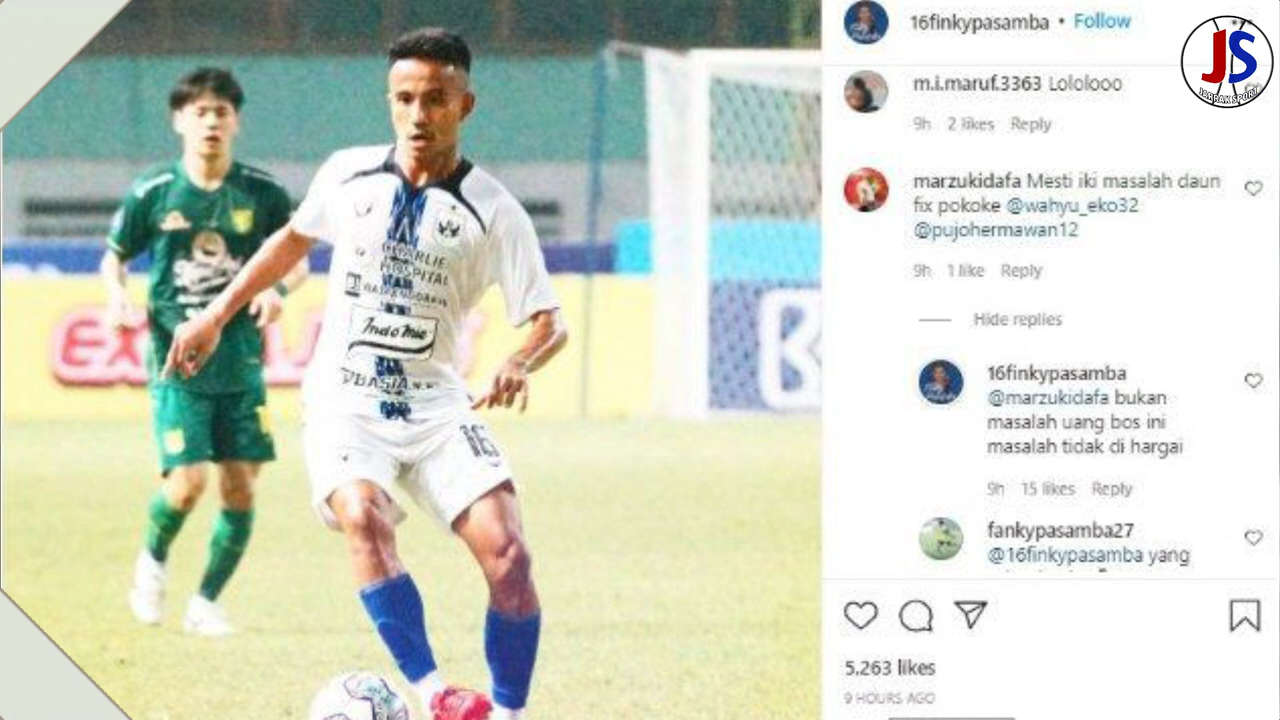 16finkypasamba • Follow
JS
m.i.maruf.3363 Lololooo
9h 2 likes Reply
marzukidafa Mesti iki masalah daun
fix pokoke @wahyu_eko32
@pujohermawan12
9h 1 like Reply
Hide replies
16finkypasamba
@marzukidafa bukan
masalah uang bos ini
masalah tidak di hargai
9h 15 likes Reply
fankypasamba27
@16finkypasamba yang
5,263 likes
9 HOURS AGO
HOSPITAL
IndoMie
16